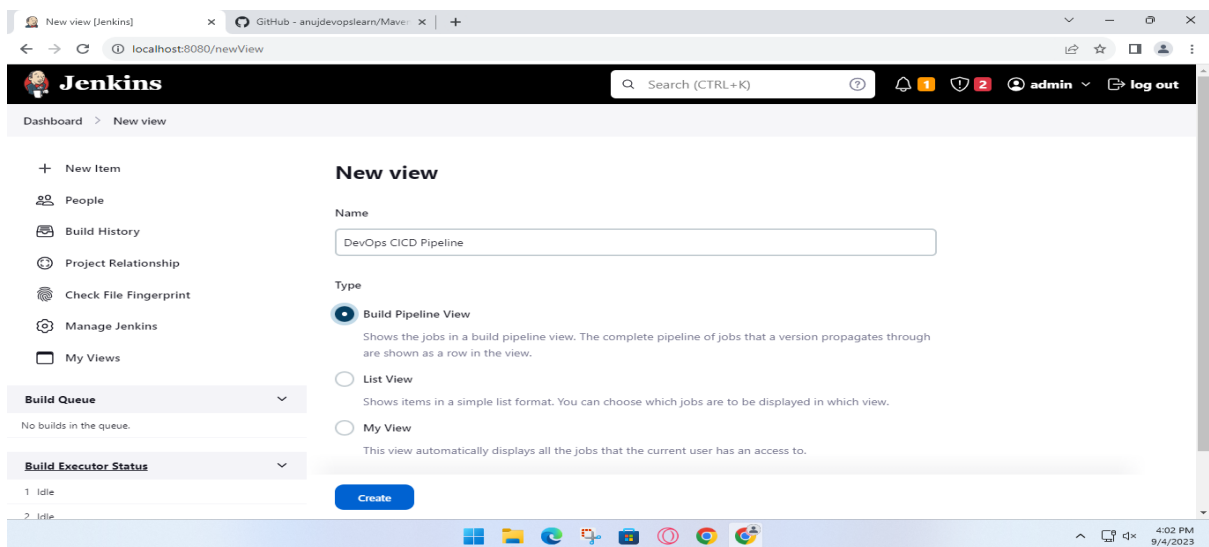 New view [Jenkins]
GitHub - anujdevopslearn/Maven
localhost:8080/newView
Jenkins
Search (CTRL+K)
1
2
admin
log out
Dashboard > New view
New Item
People
Build History
Project Relationship
Check File Fingerprint
Manage Jenkins
My Views
Build Queue
No builds in the queue.
Build Executor Status
1 Idle
2 Idle
New view
Name
DevOps CICD Pipeline
Type
Build Pipeline View
Shows the jobs in a build pipeline view. The complete pipeline of jobs that a version propagates through
are shown as a row in the view.
List View
Shows items in a simple list format. You can choose which jobs are to be displayed in which view.
My View
This view automatically displays all the jobs that the current user has an access to.
Create
4:02 PM
9/4/2023